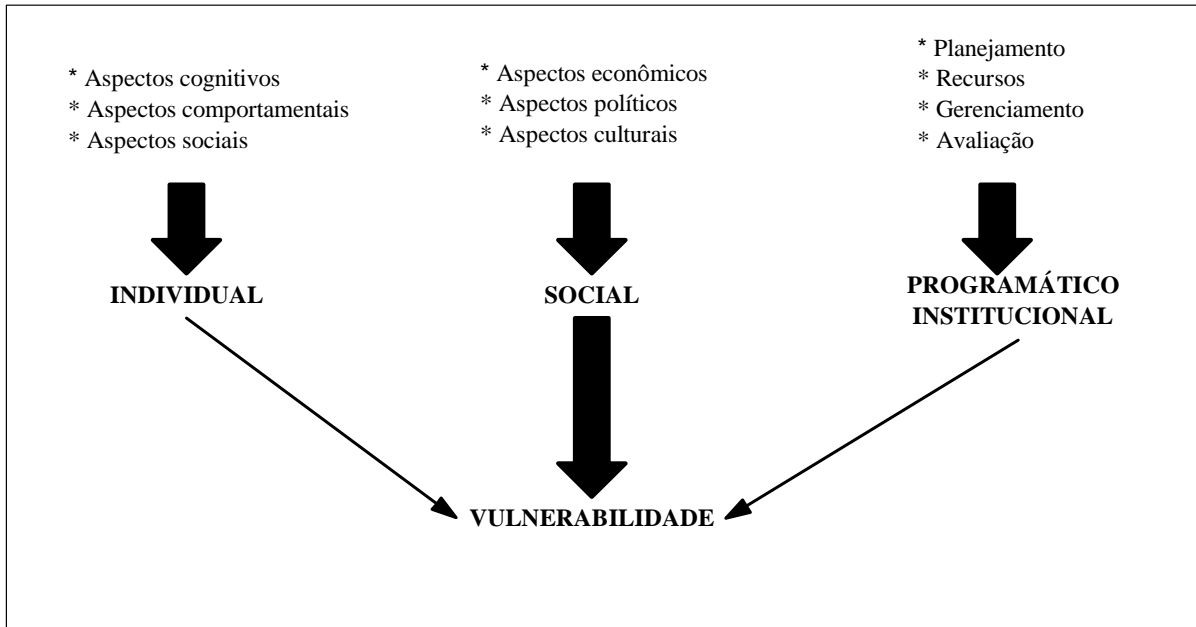 * Aspectos cognitivos
* Aspectos comportamentais
* Aspectos sociais
* Aspectos econômicos
* Aspectos políticos
* Aspectos culturais
* Planejamento
* Recursos
* Gerenciamento
* Avaliação
INDIVIDUAL
SOCIAL
PROGRAMÁTICO
INSTITUCIONAL
VULNERABILIDADE